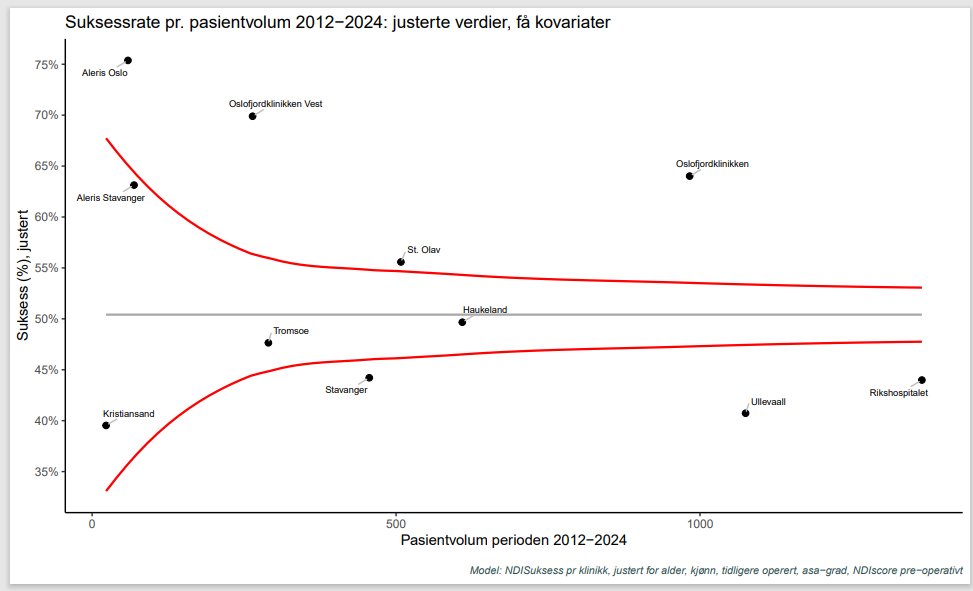 Suksessrate pr. pasientvolum 2012−2024: justerte verdier, få kovariater
Suksess (%), justert
75%
70%
65%
60%
55%
50%
45%
40%
35%
Aleris Oslo
Oslofjordklinikken Vest
Oslofjordklinikken
Aleris Stavanger
St. Olav
Haukeland
Tromsoe
Stavanger
Rikshospitalet
Ullevaall
Kristiansand
0
500
1000
Pasientvolum perioden 2012−2024
Model: NDISuksess pr klinikk, justert for alder, kjønn, tidligere operert, asa−grad, NDIscore pre−operativt